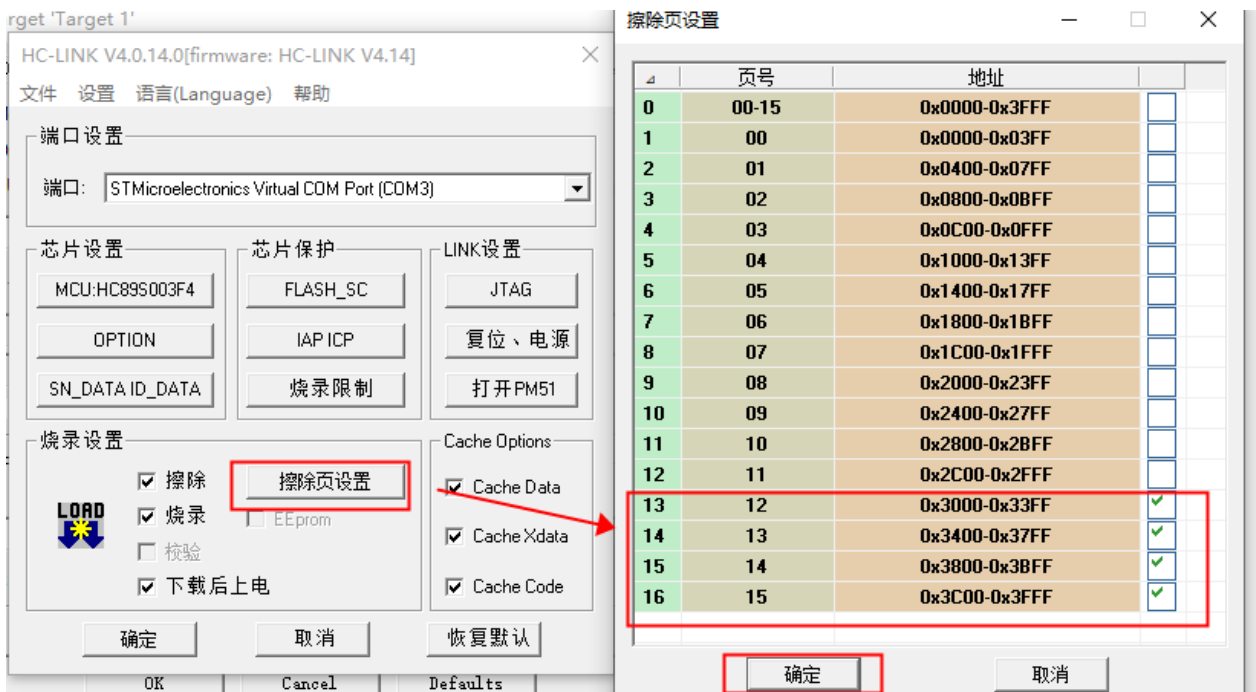 rget 'Target 1'
HC-LINK V4.0.14.0[firmware: HC-LINK V4.14]
文件 设置 语言(Language) 帮助
端口设置
端口: STMicroelectronics Virtual COM Port (COM3)
芯片设置
MCU:HC89S003F4
OPTION
SN_DATA ID_DATA
芯片保护
FLASH_SC
IAP ICP
烧录限制
LINK设置
JTAG
复位、电源
打开PM51
烧录设置
LOAD
擦除 擦除页设置
烧录 EEprom
校验
下载后上电
Cache Options
Cache Data
Cache Xdata
Cache Code
确定 取消 恢复默认
OK Cancel Defaults
擦除页设置
页号 地址
0 00-15 0x0000-0x3FFF
1 00 0x0000-0x03FF
2 01 0x0400-0x07FF
3 02 0x0800-0x0BFF
4 03 0x0C00-0x0FFF
5 04 0x1000-0x13FF
6 05 0x1400-0x17FF
7 06 0x1800-0x1BFF
8 07 0x1C00-0x1FFF
9 08 0x2000-0x23FF
10 09 0x2400-0x27FF
11 10 0x2800-0x2BFF
12 11 0x2C00-0x2FFF
13 12 0x3000-0x33FF
14 13 0x3400-0x37FF
15 14 0x3800-0x3BFF
16 15 0x3C00-0x3FFF
确定 取消